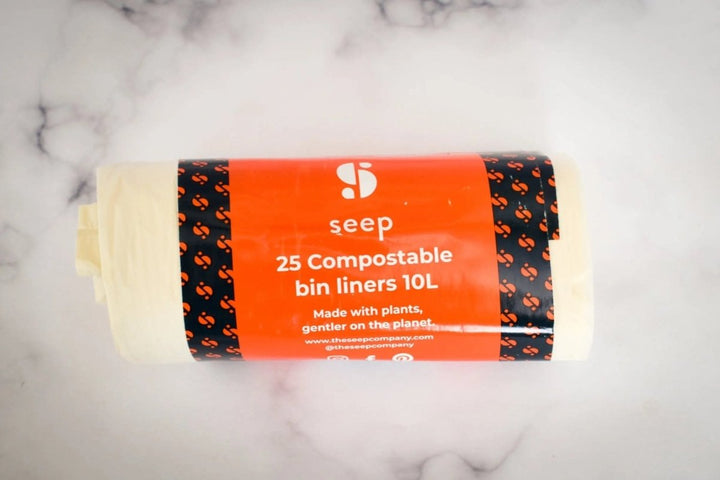 seep
25 Compostable
bin liners 10L
Made with plants,
gentler on the planet.
www.theseepcompany.com
@theseepcompany